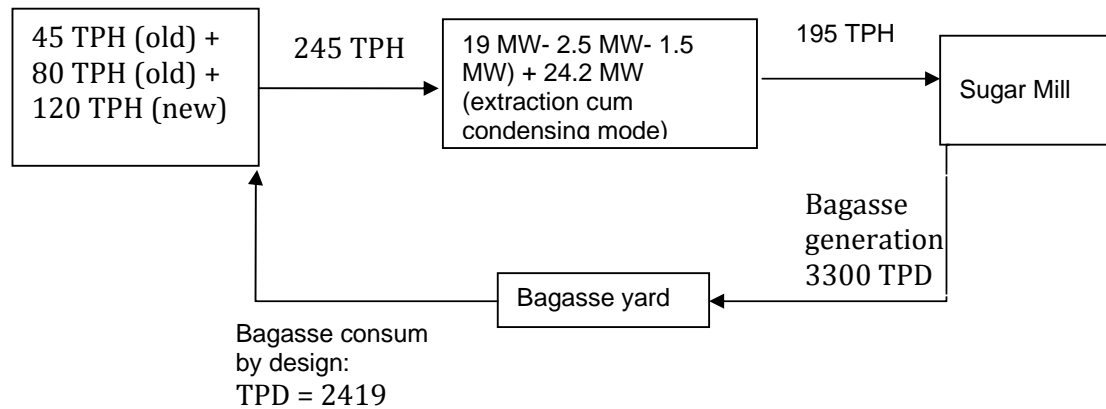 45 TPH (old) +
80 TPH (old) +
120 TPH (new)
245 TPH
19 MW- 2.5 MW- 1.5
MW) + 24.2 MW
(extraction cum
condensing mode)
195 TPH
Sugar Mill
Bagasse
generation
3300 TPD
Bagasse yard
Bagasse consum
by design:
TPD = 2419